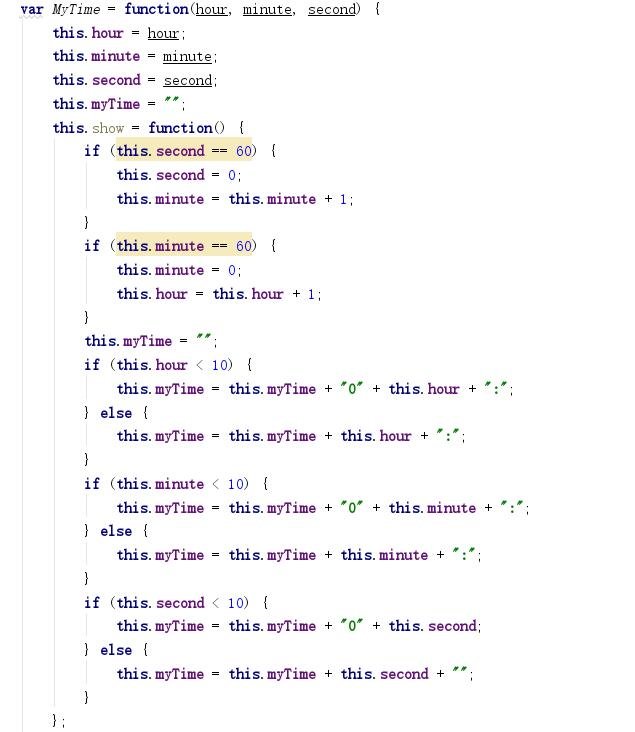 var MyTime = function(hour, minute, second) {
    this.hour = hour;
    this.minute = minute;
    this.second = second;
    this.myTime = "";
    this.show = function() {
        if (this.second == 60) {
            this.second = 0;
            this.minute = this.minute + 1;
        }
        if (this.minute == 60) {
            this.minute = 0;
            this.hour = this.hour + 1;
        }
        this.myTime = "";
        if (this.hour < 10) {
            this.myTime = this.myTime + "0" + this.hour + ":";
        } else {
            this.myTime = this.myTime + this.hour + ":";
        }
        if (this.minute < 10) {
            this.myTime = this.myTime + "0" + this.minute + ":";
        } else {
            this.myTime = this.myTime + this.minute + ":";
        }
        if (this.second < 10) {
            this.myTime = this.myTime + "0" + this.second;
        } else {
            this.myTime = this.myTime + this.second + "";
        }
    };